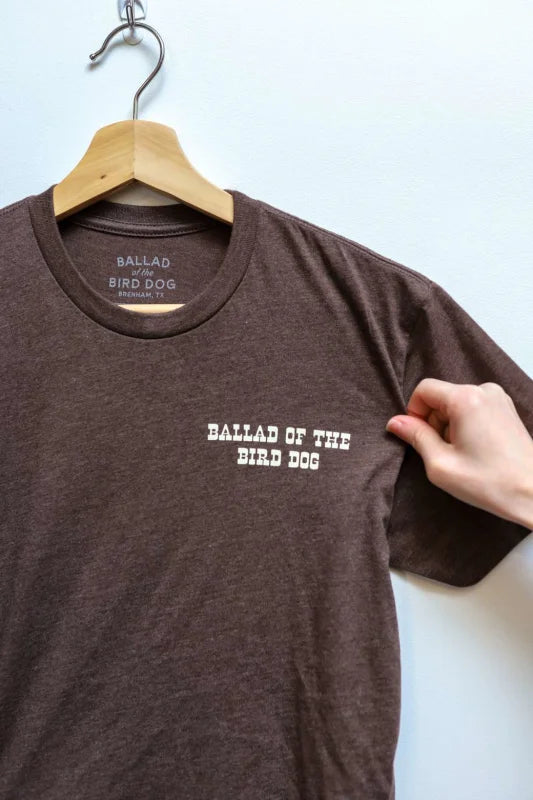 BALLAD
of the
BIRD DOG
BRENHAM, TX
BALLAD OF THE
BIRD DOG